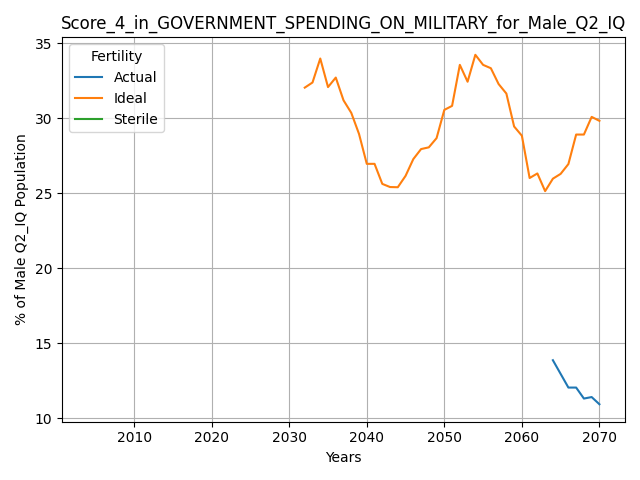 Score_4_in_GOVERNMENT_SPENDING_ON_MILITARY_for_Male_Q2_IQ
Fertility
Actual
Ideal
Sterile
% of Male Q2_IQ Population
35
30
25
20
15
10
2010 2020 2030 2040 2050 2060 2070
Years